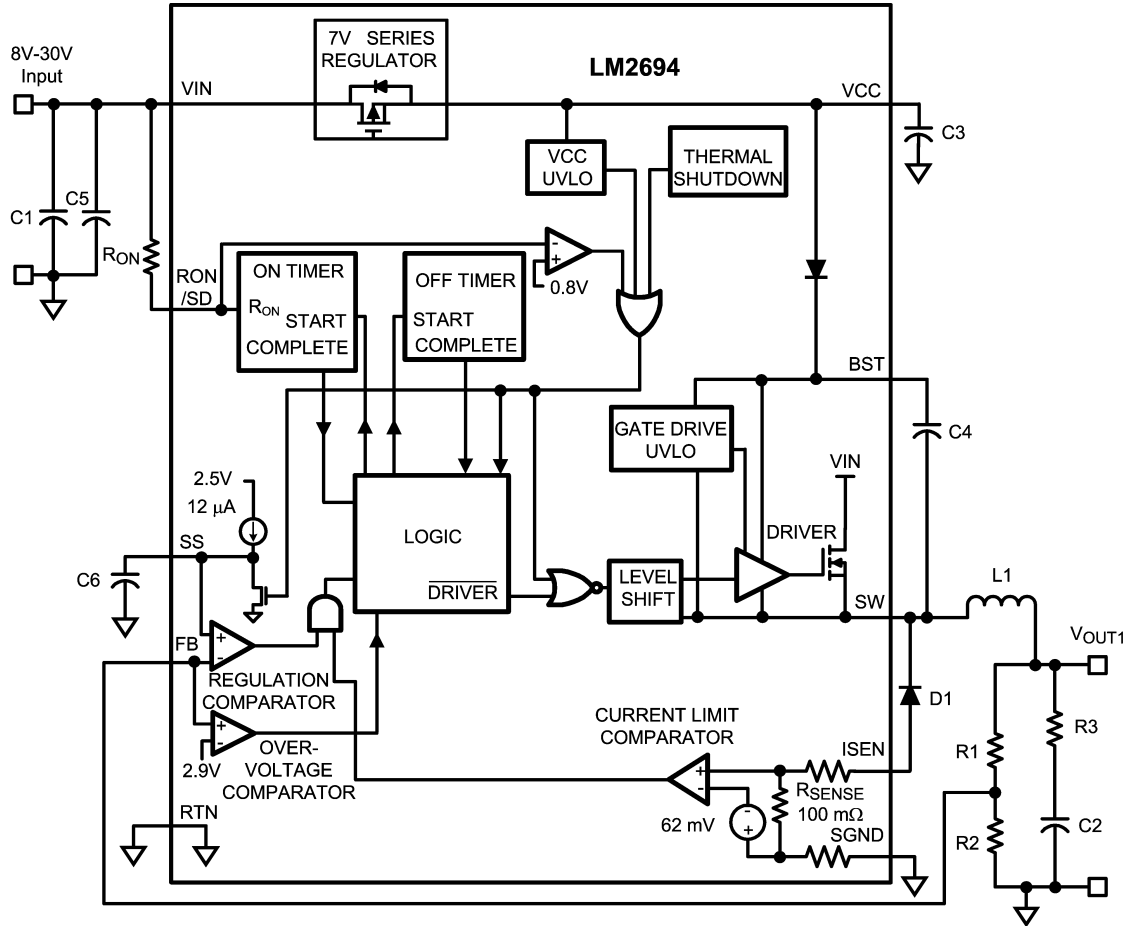 8V-30V
Input
7V SERIES
REGULATOR
LM2694
VIN
VCC
C3
VCC
UVLO
THERMAL
SHUTDOWN
C1
C5
RON
RON
/SD
ON TIMER
RON
START
COMPLETE
OFF TIMER
START
COMPLETE
-
+
0.8V
BST
GATE DRIVE
UVLO
C4
VIN
2.5V
12 μA
SS
C6
LOGIC
DRIVER
DRIVER
LEVEL
SHIFT
SW
L1
VOUT1
FB
+
-
REGULATION
COMPARATOR
+
-
2.9V
OVER-
VOLTAGE
COMPARATOR
CURRENT LIMIT
COMPARATOR
D1
R3
R1
ISEN
+
-
RSENSE
100 mΩ
62 mV
-
+
SGND
R2
C2
RTN